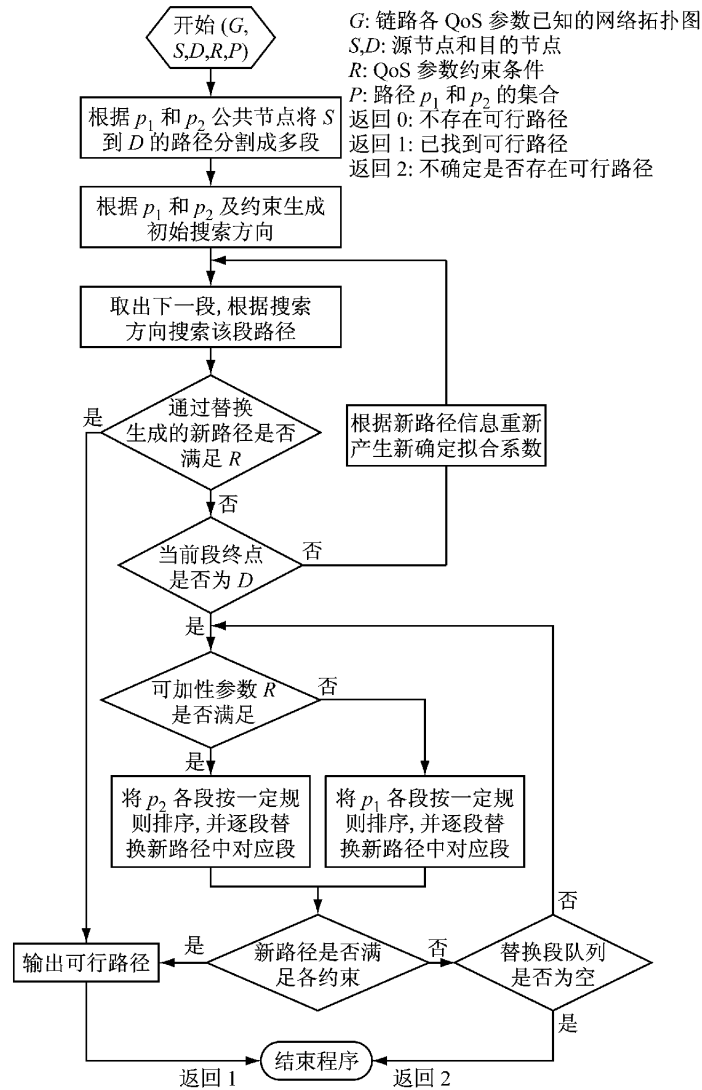 开始 (G,
S,D,R,P)
G: 链路各 QoS 参数已知的网络拓扑图
S,D: 源节点和目的节点
R: QoS 参数约束条件
P: 路径 p1 和 p2 的集合
返回 0: 不存在可行路径
返回 1: 已找到可行路径
返回 2: 不确定是否存在可行路径
根据 p1 和 p2 公共节点将 S
到 D 的路径分割成多段
根据 p1 和 p2 及约束生成
初始搜索方向
取出下一段, 根据搜索
方向搜索该段路径
是
通过替换
生成的新路径是否
满足 R
根据新路径信息重新
产生新确定拟合系数
否
当前段终点
是否为 D
否
是
可加性参数 R
是否满足
否
是
将 p2 各段按一定规
则排序, 并逐段替
换新路径中对应段
将 p1 各段按一定规
则排序, 并逐段替
换新路径中对应段
否
输出可行路径
是
新路径是否满
足各约束
否
替换段队列
是否为空
是
返回 1
结束程序
返回 2